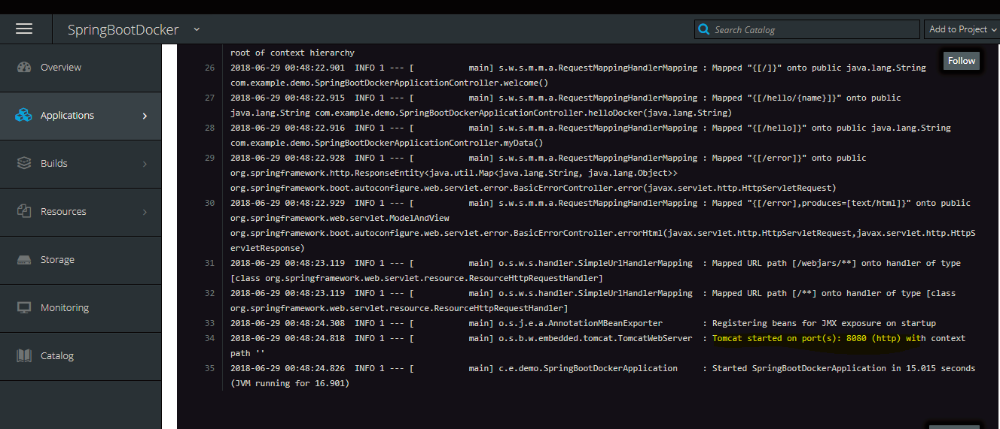 SpringBootDocker
Search Catalog
Add to Project
Overview
Applications
Builds
Resources
Storage
Monitoring
Catalog
Follow
root of context hierarchy
26 2018-06-29 00:48:22.901  INFO 1 --- [           main] s.w.s.m.m.a.RequestMappingHandlerMapping : Mapped "{[/]}" onto public java.lang.String
com.example.demo.SpringBootDockerApplicationController.welcome()
27 2018-06-29 00:48:22.915  INFO 1 --- [           main] s.w.s.m.m.a.RequestMappingHandlerMapping : Mapped "{[/hello/{name}]}" onto public
java.lang.String com.example.demo.SpringBootDockerApplicationController.helloDocker(java.lang.String)
28 2018-06-29 00:48:22.916  INFO 1 --- [           main] s.w.s.m.m.a.RequestMappingHandlerMapping : Mapped "{[/hello]}" onto public java.lang.String
com.example.demo.SpringBootDockerApplicationController.myData()
29 2018-06-29 00:48:22.928  INFO 1 --- [           main] s.w.s.m.m.a.RequestMappingHandlerMapping : Mapped "{[/error]}" onto public
org.springframework.http.ResponseEntity<java.util.Map<java.lang.String, java.lang.Object>>
org.springframework.boot.autoconfigure.web.servlet.error.BasicErrorController.error(javax.servlet.http.HttpServletRequest)
30 2018-06-29 00:48:22.929  INFO 1 --- [           main] s.w.s.m.m.a.RequestMappingHandlerMapping : Mapped "{[/error],produces=[text/html]}" onto public
org.springframework.web.servlet.ModelAndView
org.springframework.boot.autoconfigure.web.servlet.error.BasicErrorController.errorHtml(javax.servlet.http.HttpServletRequest,javax.servlet.http.HttpS
ervletResponse)
31 2018-06-29 00:48:23.119  INFO 1 --- [           main] o.s.w.s.handler.SimpleUrlHandlerMapping  : Mapped URL path [/webjars/**] onto handler of type
[class org.springframework.web.servlet.resource.ResourceHttpRequestHandler]
32 2018-06-29 00:48:23.119  INFO 1 --- [           main] o.s.w.s.handler.SimpleUrlHandlerMapping  : Mapped URL path [/**] onto handler of type [class
org.springframework.web.servlet.resource.ResourceHttpRequestHandler]
33 2018-06-29 00:48:24.308  INFO 1 --- [           main] o.s.j.e.a.AnnotationMBeanExporter        : Registering beans for JMX exposure on startup
34 2018-06-29 00:48:24.818  INFO 1 --- [           main] o.s.b.w.embedded.tomcat.TomcatWebServer  : Tomcat started on port(s): 8080 (http) with context
path ''
35 2018-06-29 00:48:24.826  INFO 1 --- [           main] c.e.demo.SpringBootDockerApplication     : Started SpringBootDockerApplication in 15.015 seconds
(JVM running for 16.901)